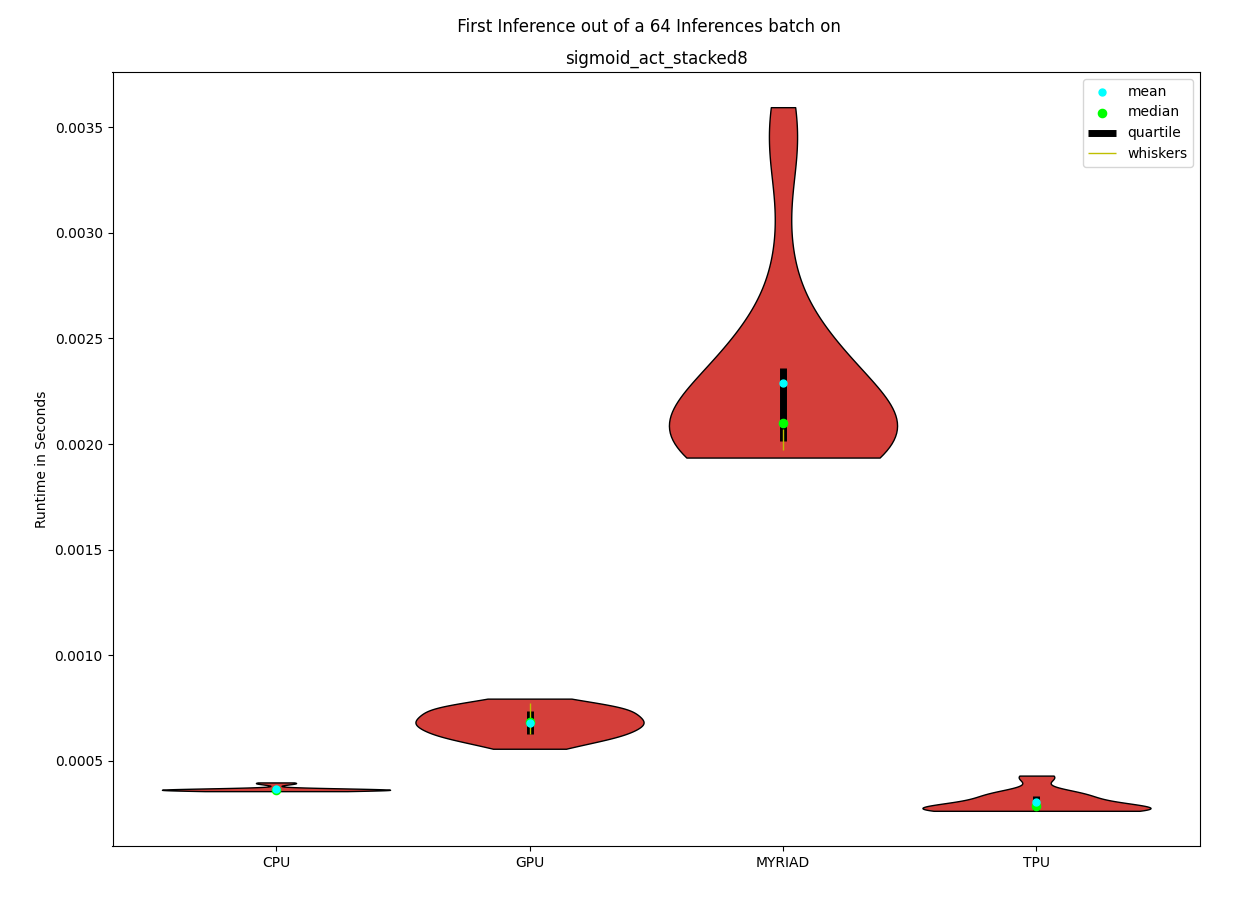 First Inference out of a 64 Inferences batch on
sigmoid_act_stacked8
mean
median
quartile
whiskers
Runtime in Seconds
0.0035
0.0030
0.0025
0.0020
0.0015
0.0010
0.0005
CPU
GPU
MYRIAD
TPU